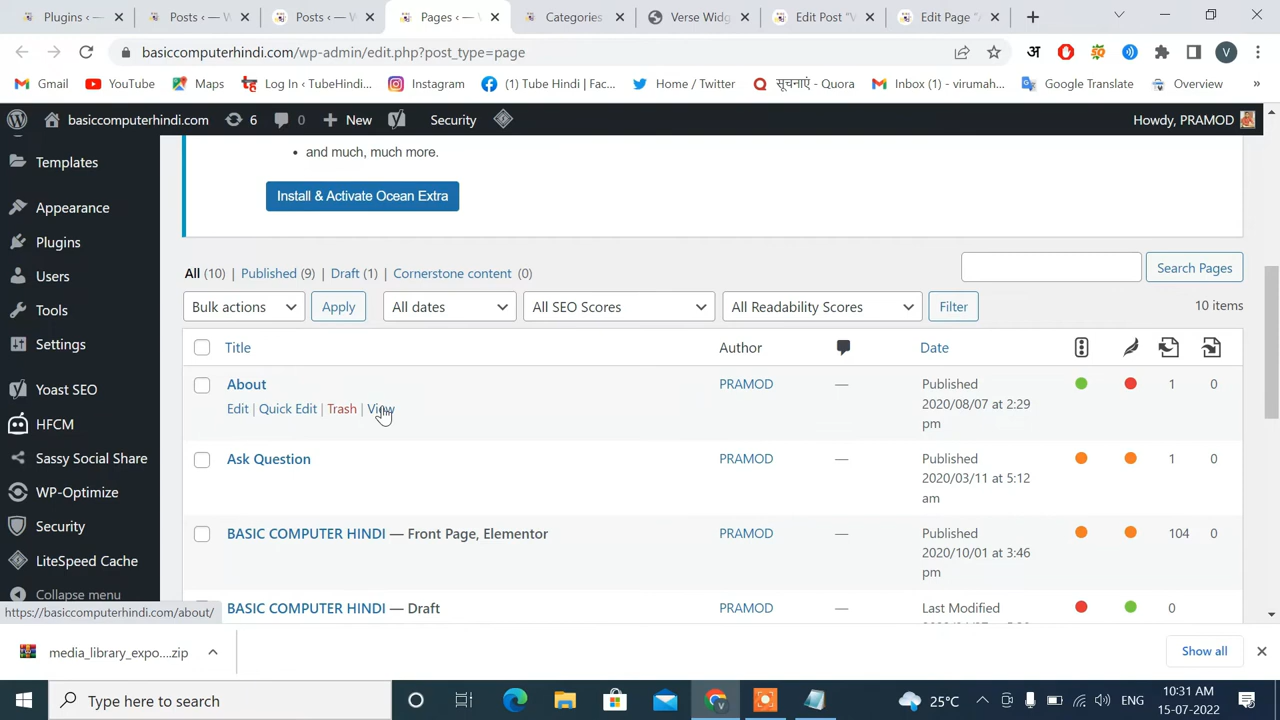 Plugins ‹ — W
Posts ‹ — W
Posts ‹ — W
Pages ‹ — W
Categories
Verse Widg
Edit Post "V
Edit Page "A
basiccomputerhindi.com/wp-admin/edit.php?post_type=page
अ
V
Gmail
YouTube
Maps
Log In ‹ TubeHindi...
Instagram
(1) Tube Hindi | Fac...
Home / Twitter
सूचनाएं - Quora
Inbox (1) - virumah...
Google Translate
Overview
»
basiccomputerhindi.com
6
0
New
Security
Howdy, PRAMOD
Templates
Appearance
Plugins
Users
Tools
Settings
Yoast SEO
HFCM
Sassy Social Share
WP-Optimize
Security
LiteSpeed Cache
Collapse menu
• and much, much more.
Install & Activate Ocean Extra
All (10) | Published (9) | Draft (1) | Cornerstone content (0)
Search Pages
Bulk actions
Apply
All dates
All SEO Scores
All Readability Scores
Filter
10 items
Title
Author
Date
About
PRAMOD
—
Published
2020/08/07 at 2:29
pm
1
0
Edit | Quick Edit | Trash | View
Ask Question
PRAMOD
—
Published
2020/03/11 at 5:12
am
1
0
BASIC COMPUTER HINDI — Front Page, Elementor
PRAMOD
—
Published
2020/10/01 at 3:46
pm
104
0
BASIC COMPUTER HINDI — Draft
PRAMOD
—
Last Modified
0
https://basiccomputerhindi.com/about/
media_library_expo....zip
Show all
Type here to search
25°C
ENG
10:31 AM
15-07-2022